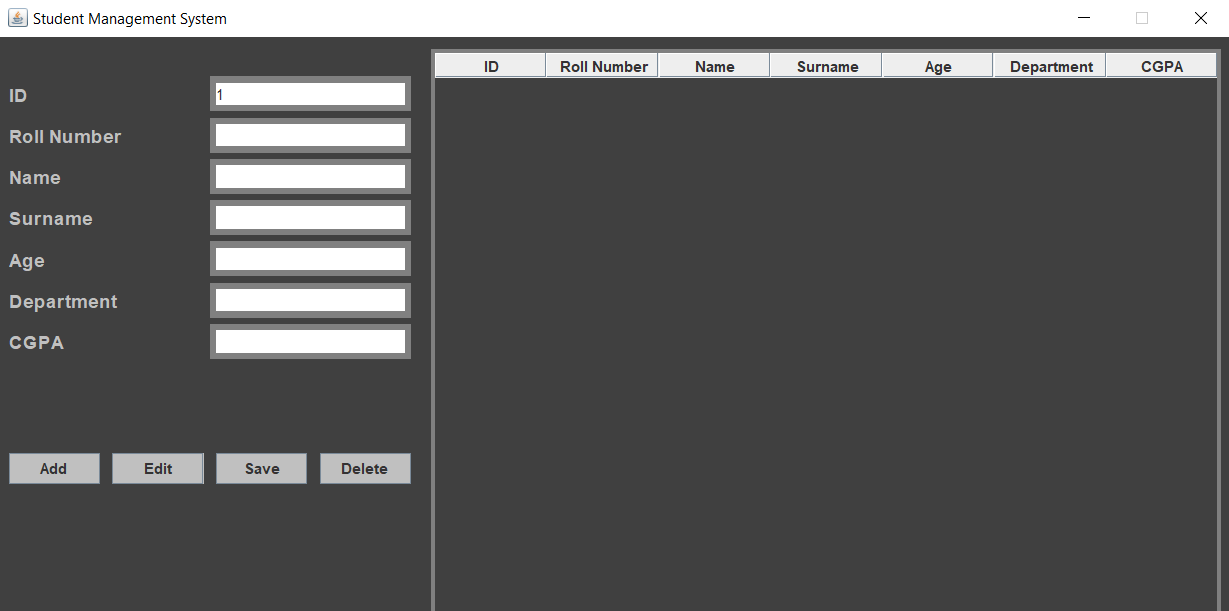 Student Management System
ID Roll Number Name Surname Age Department CGPA
ID 1
Roll Number
Name
Surname
Age
Department
CGPA
Add Edit Save Delete